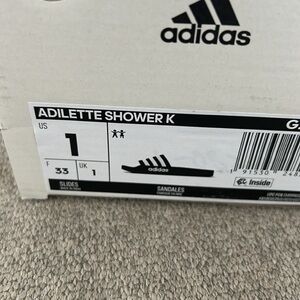 adidas
ADILETTE SHOWER K
US
1
F
33
UK
1
adidas
SLIDES
SANDALES
Inside